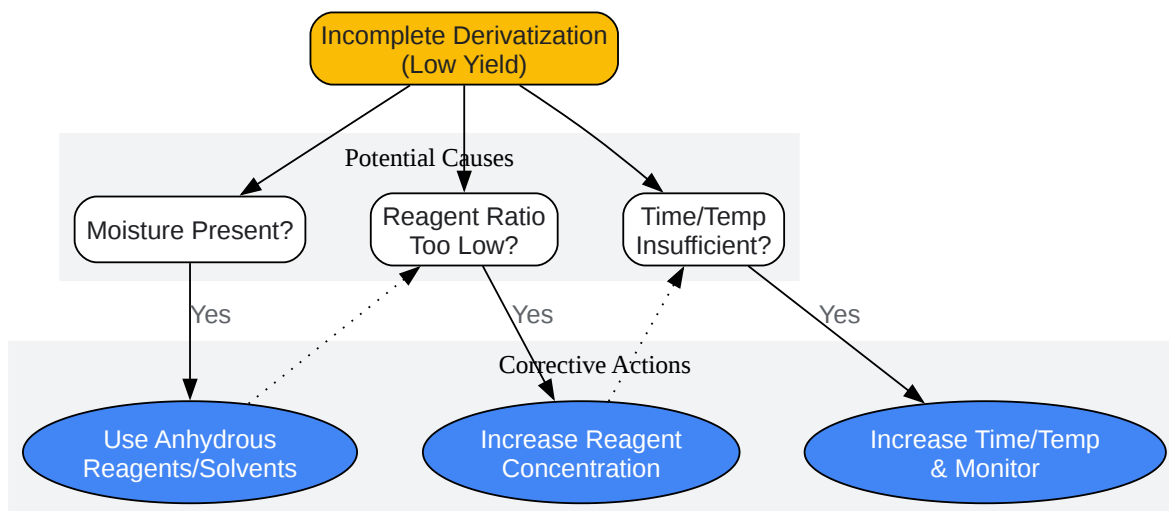 Incomplete Derivatization
(Low Yield)
Potential Causes
Moisture Present?
Reagent Ratio
Too Low?
Time/Temp
Insufficient?
Yes
Yes
Yes
Corrective Actions
Use Anhydrous
Reagents/Solvents
Increase Reagent
Concentration
Increase Time/Temp
& Monitor